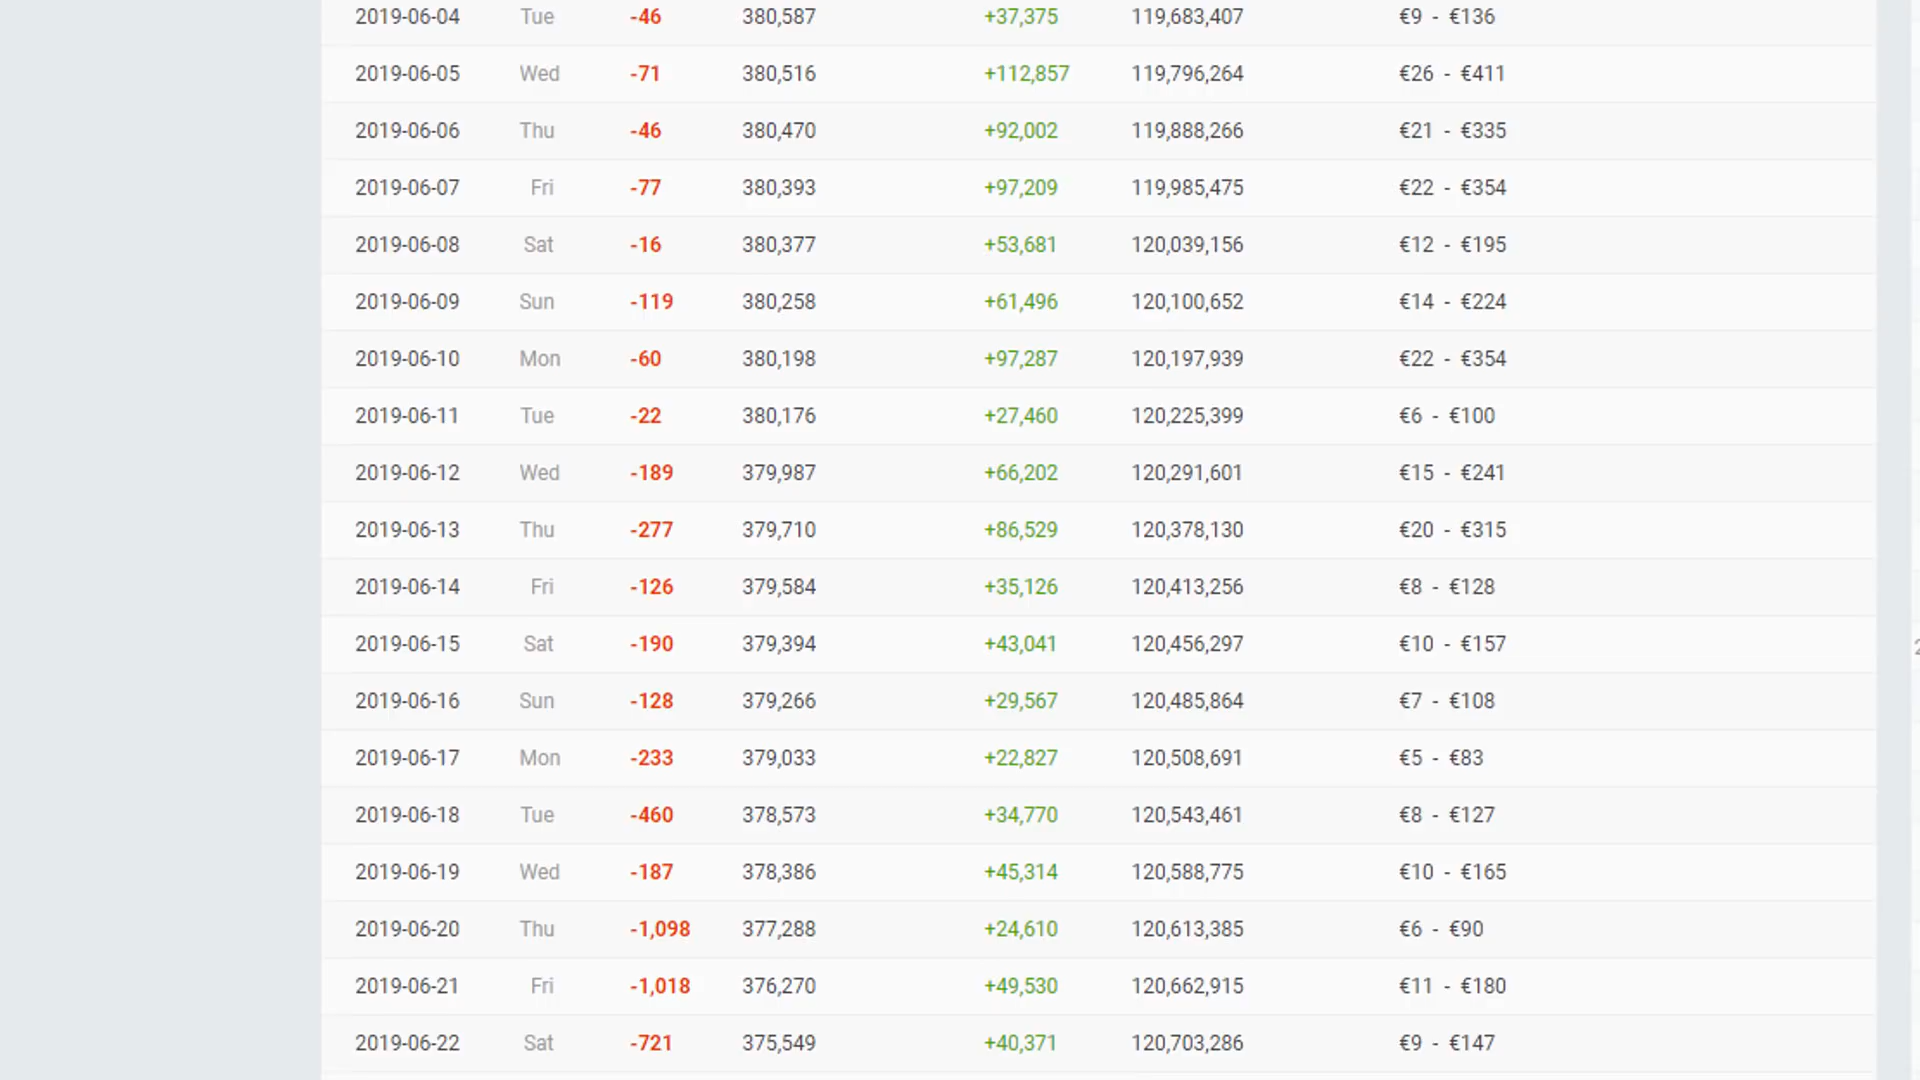 2019-06-04 Tue -46 380,587 +37,375 119,683,407 €9 - €136
2019-06-05 Wed -71 380,516 +112,857 119,796,264 €26 - €411
2019-06-06 Thu -46 380,470 +92,002 119,888,266 €21 - €335
2019-06-07 Fri -77 380,393 +97,209 119,985,475 €22 - €354
2019-06-08 Sat -16 380,377 +53,681 120,039,156 €12 - €195
2019-06-09 Sun -119 380,258 +61,496 120,100,652 €14 - €224
2019-06-10 Mon -60 380,198 +97,287 120,197,939 €22 - €354
2019-06-11 Tue -22 380,176 +27,460 120,225,399 €6 - €100
2019-06-12 Wed -189 379,987 +66,202 120,291,601 €15 - €241
2019-06-13 Thu -277 379,710 +86,529 120,378,130 €20 - €315
2019-06-14 Fri -126 379,584 +35,126 120,413,256 €8 - €128
2019-06-15 Sat -190 379,394 +43,041 120,456,297 €10 - €157
2019-06-16 Sun -128 379,266 +29,567 120,485,864 €7 - €108
2019-06-17 Mon -233 379,033 +22,827 120,508,691 €5 - €83
2019-06-18 Tue -460 378,573 +34,770 120,543,461 €8 - €127
2019-06-19 Wed -187 378,386 +45,314 120,588,775 €10 - €165
2019-06-20 Thu -1,098 377,288 +24,610 120,613,385 €6 - €90
2019-06-21 Fri -1,018 376,270 +49,530 120,662,915 €11 - €180
2019-06-22 Sat -721 375,549 +40,371 120,703,286 €9 - €147